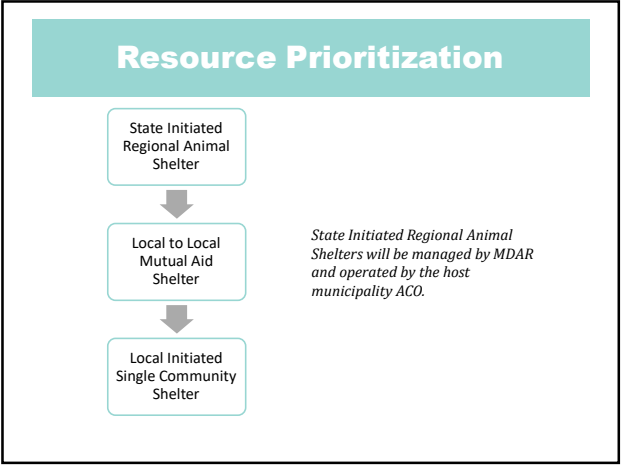 Resource Prioritization
State Initiated
Regional Animal
Shelter
Local to Local
Mutual Aid
Shelter
Local Initiated
Single Community
Shelter
State Initiated Regional Animal
Shelters will be managed by MDAR
and operated by the host
municipality ACO.